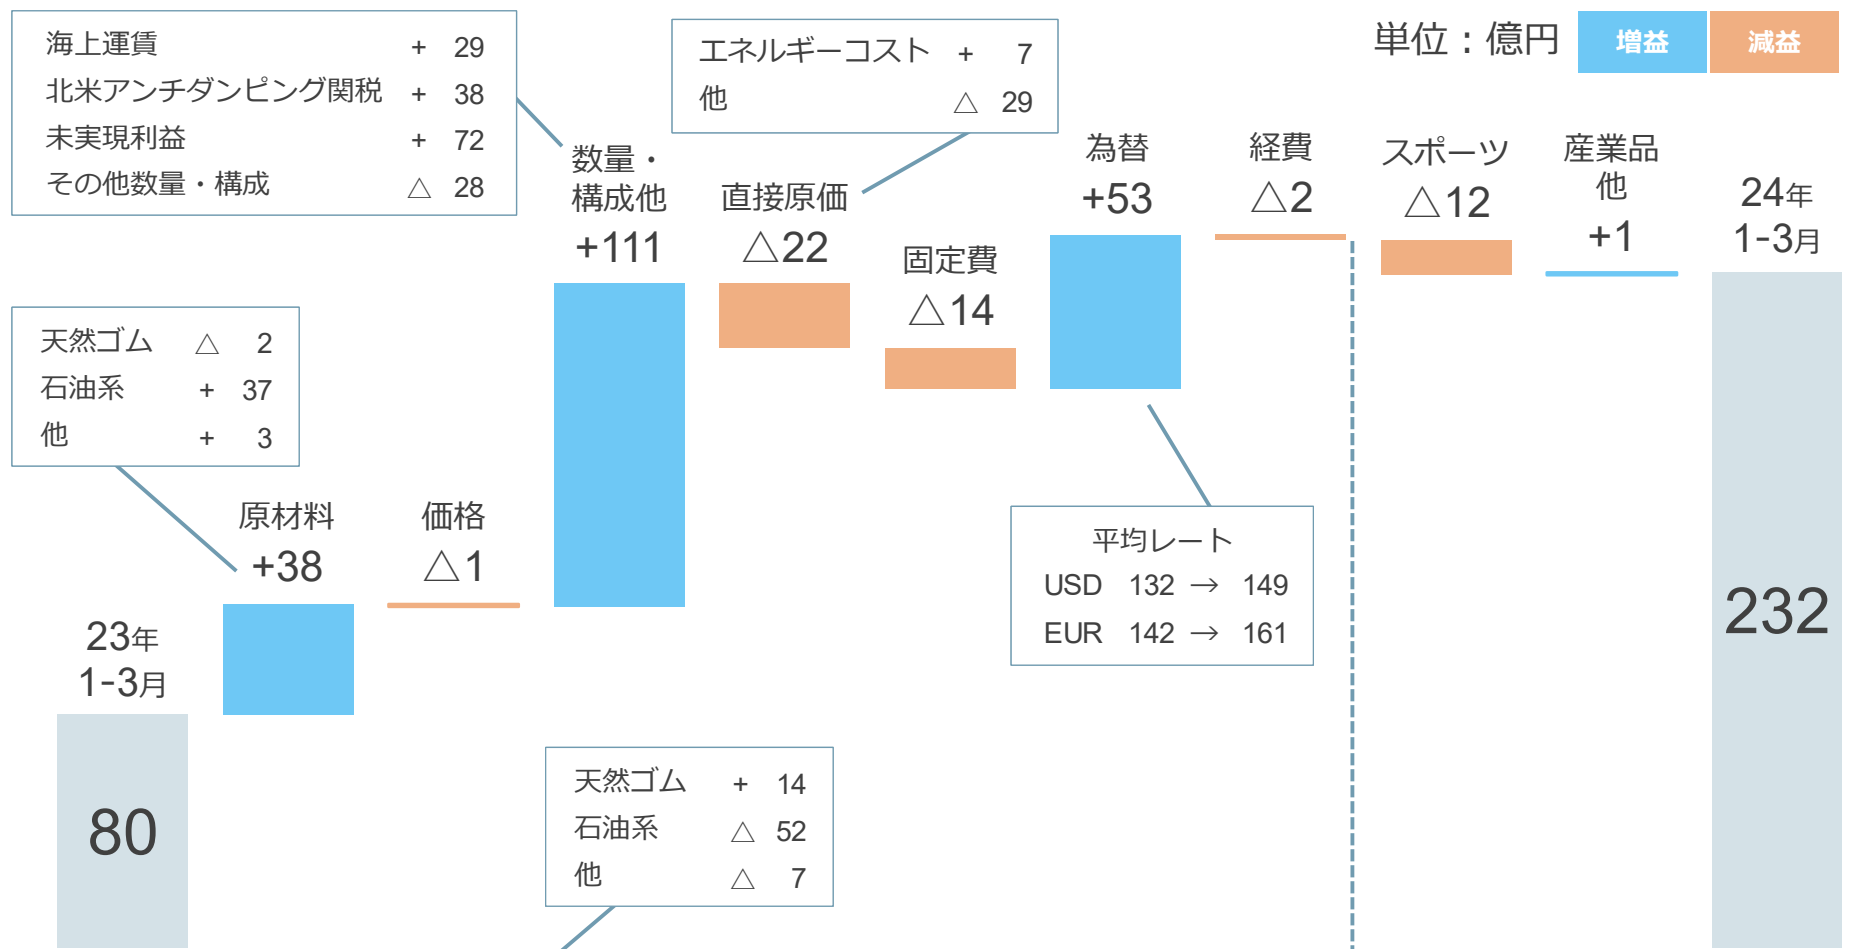 海上運賃 + 29
北米アンチダンピング関税 + 38
未実現利益 + 72
その他数量・構成 △ 28
エネルギーコスト + 7
他 △ 29
単位：億円 増益 減益
数量・
構成他
+111
直接原価
△22
固定費
△14
為替
+53
経費
△2
スポーツ
△12
産業品
他
+1
24年
1-3月
232
天然ゴム △ 2
石油系 + 37
他 + 3
原材料
+38
価格
△1
平均レート
USD 132 → 149
EUR 142 → 161
23年
1-3月
80
天然ゴム + 14
石油系 △ 52
他 △ 7